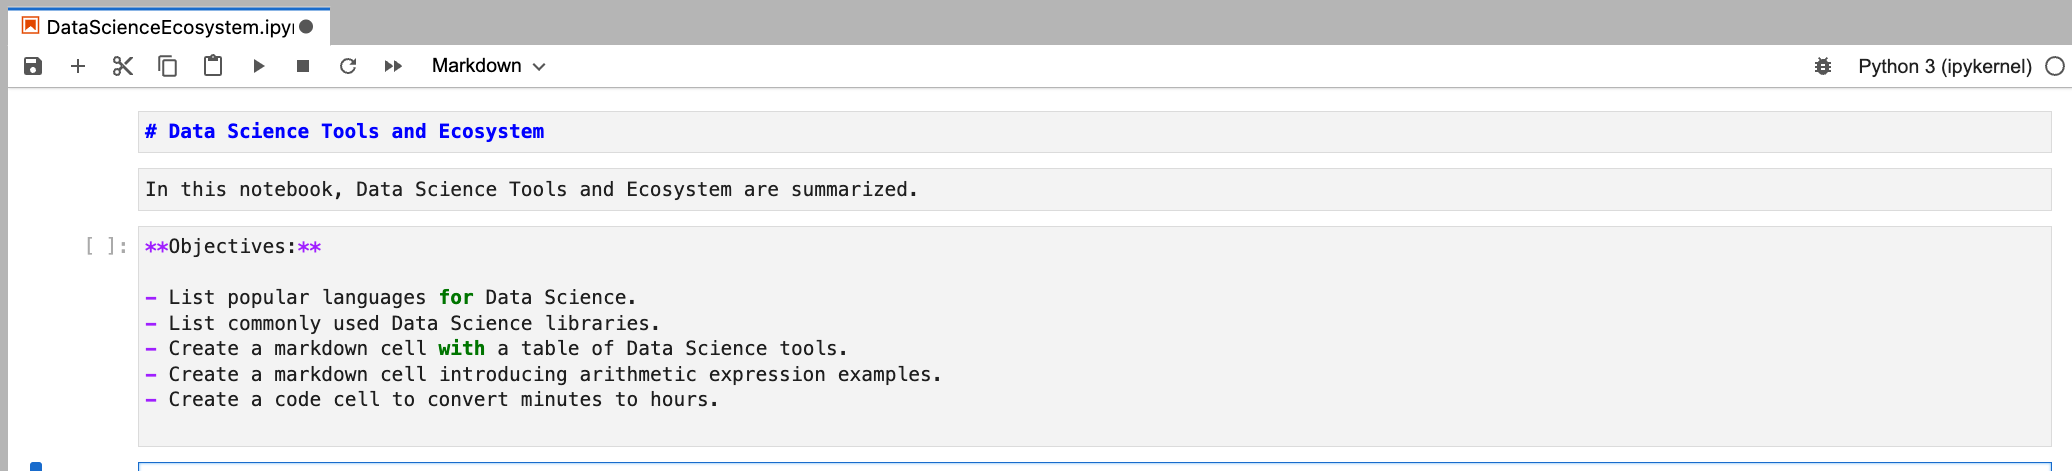 DataScienceEcosystem.ipyn
Markdown
Python 3 (ipykernel)
# Data Science Tools and Ecosystem
In this notebook, Data Science Tools and Ecosystem are summarized.
[ ]:
**Objectives:**
- List popular languages for Data Science.
- List commonly used Data Science libraries.
- Create a markdown cell with a table of Data Science tools.
- Create a markdown cell introducing arithmetic expression examples.
- Create a code cell to convert minutes to hours.